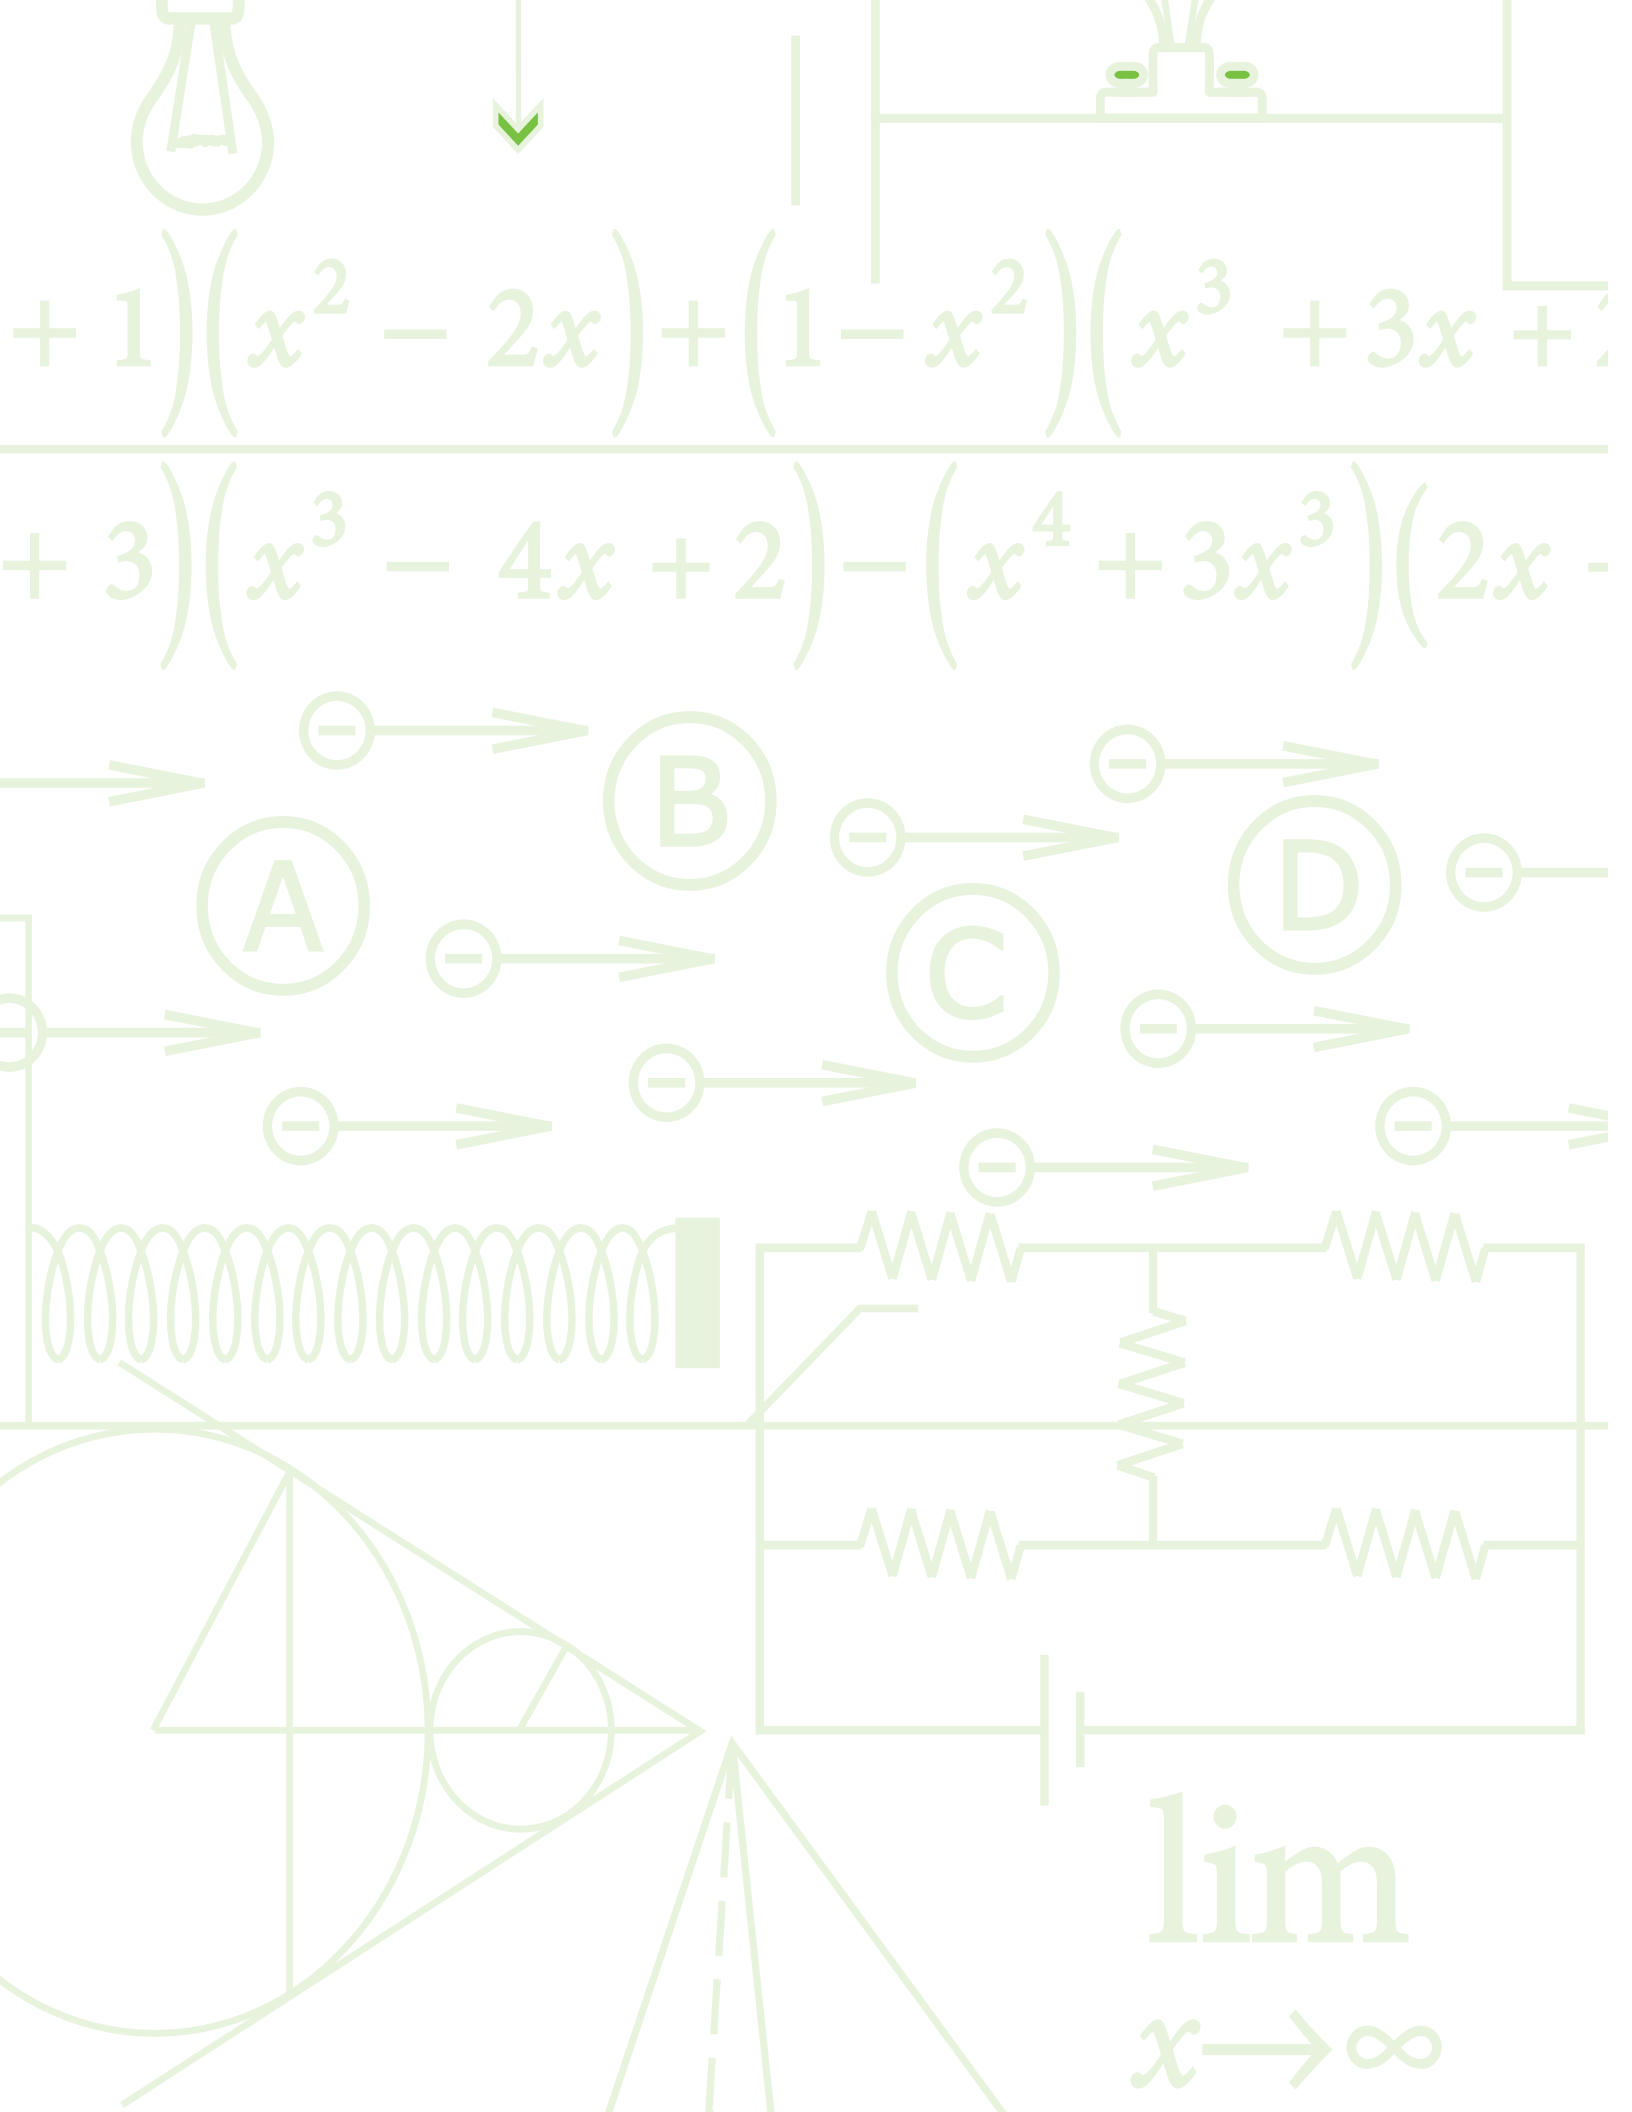 + 1)(x² − 2x) + (1 − x²)(x³ + 3x +
+ 3)(x³ − 4x + 2) − (x⁴ + 3x³)(2x -
B
D
A
C
lim
x→∞